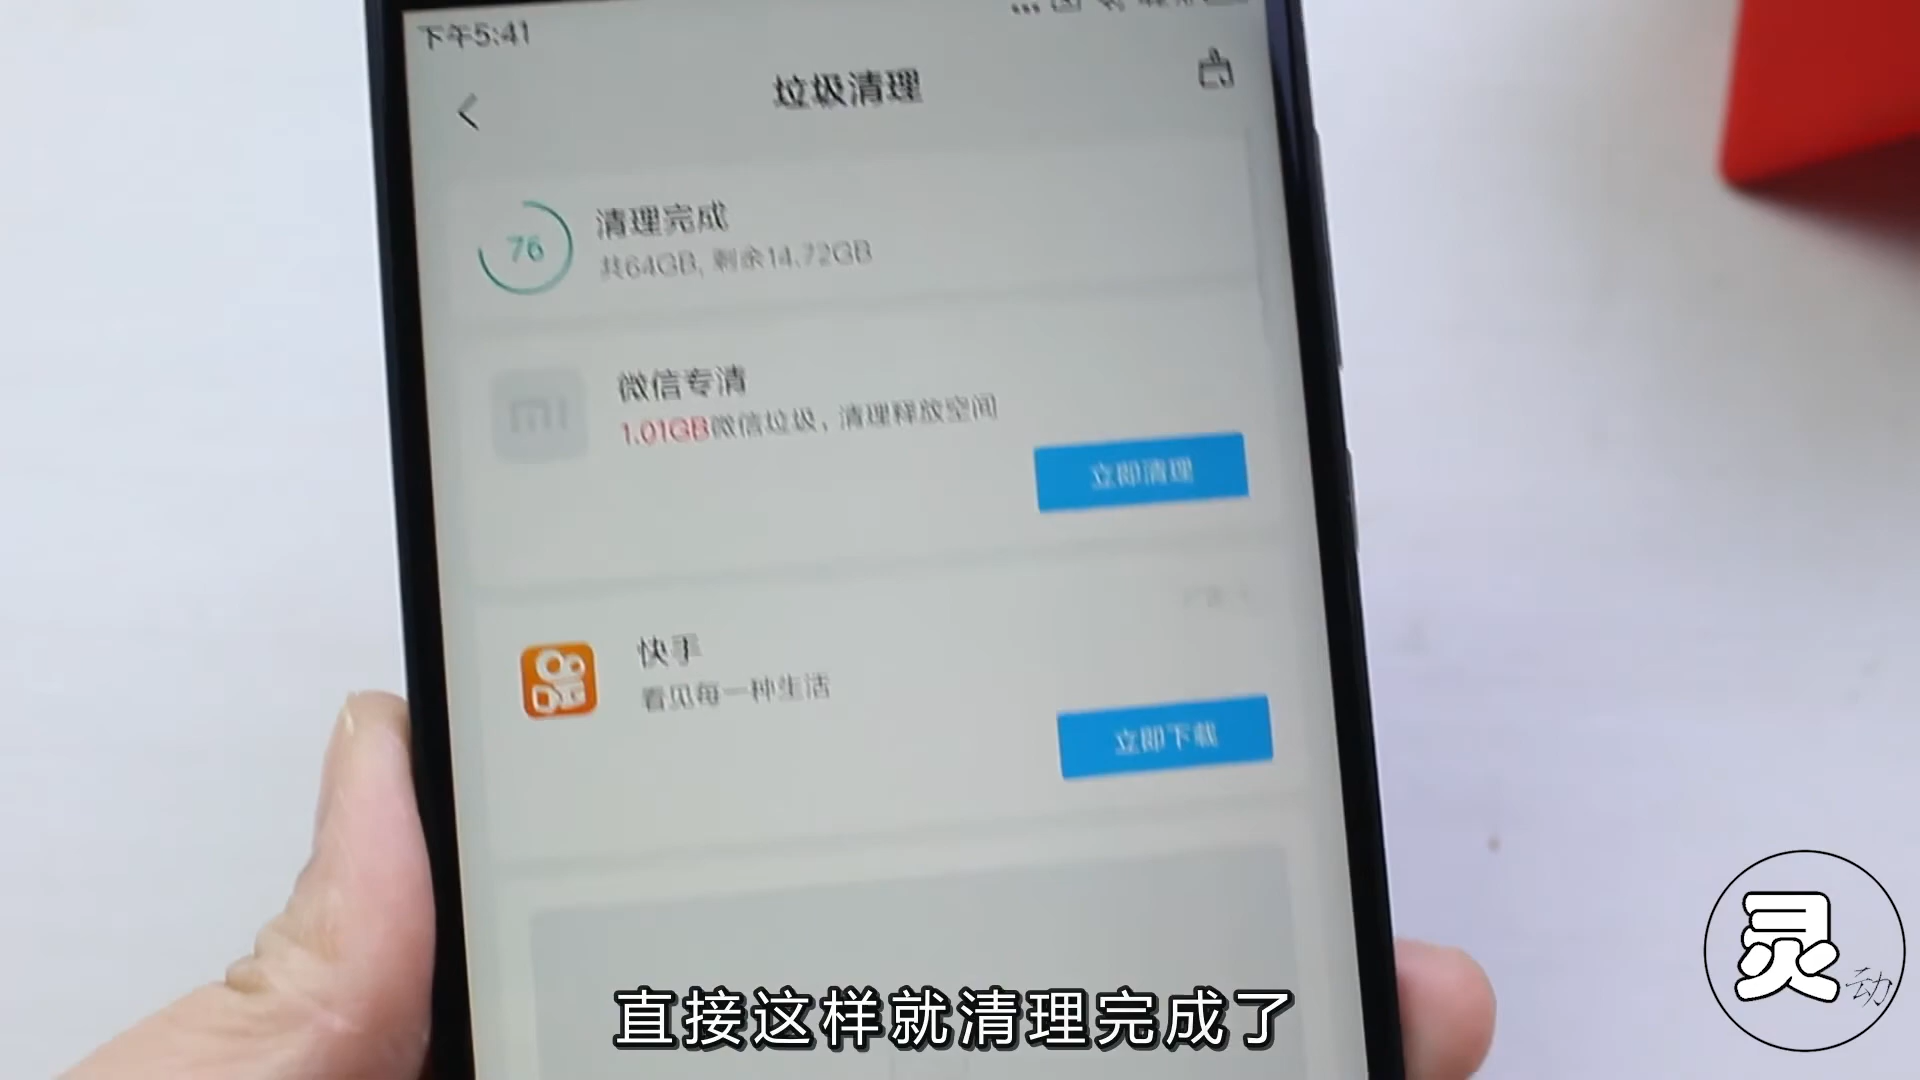 下午5:41
垃圾清理
76
清理完成
共64GB, 剩余14.72GB
mi
微信专清
1.01GB微信垃圾，清理释放空间
立即清理
快手
看见每一种生活
立即下载
直接这样就清理完成了
灵动